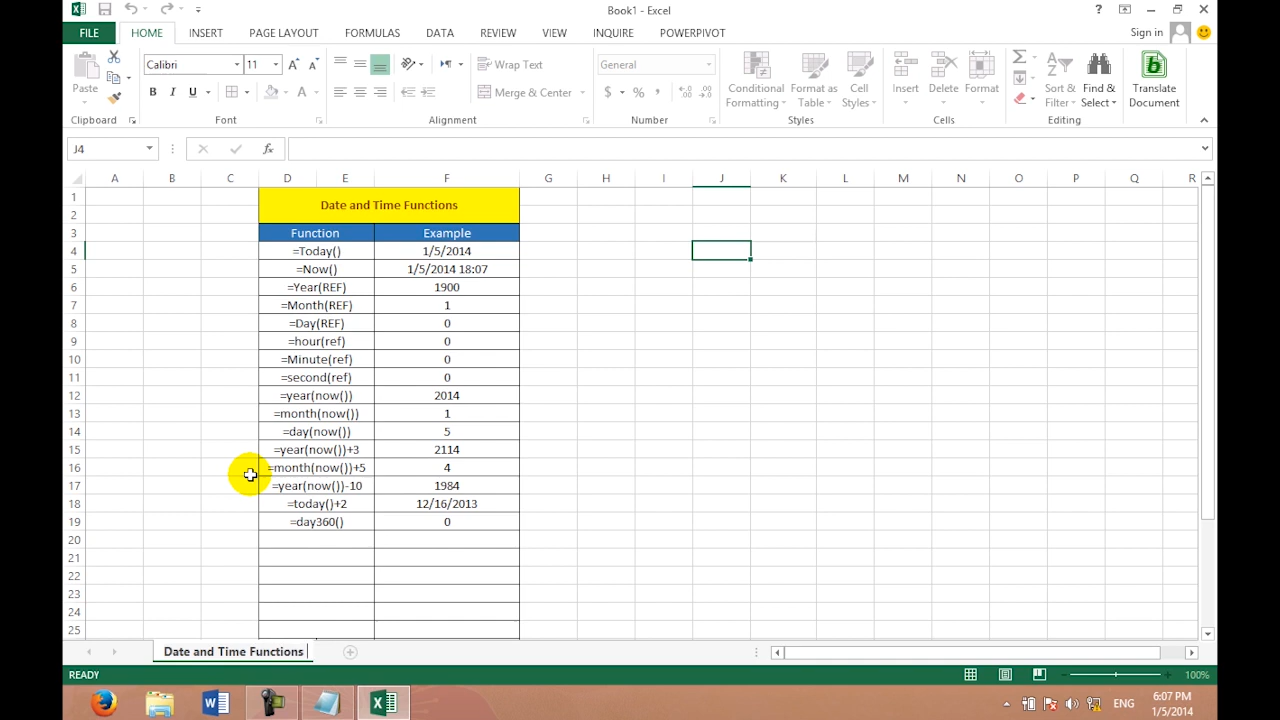 Book1 - Excel
?
FILE HOME INSERT PAGE LAYOUT FORMULAS DATA REVIEW VIEW INQUIRE POWERPIVOT Sign in
Calibri 11 A A Wrap Text General
Paste B I U A Merge & Center $ % , Conditional Formatting Format as Table Cell Styles Insert Delete Format Sort & Filter Find & Select Translate Document
Clipboard Font Alignment Number Styles Cells Editing
J4 fx
A B C D E F G H I J K L M N O P Q R
1 Date and Time Functions
2
3 Function Example
4 =Today() 1/5/2014
5 =Now() 1/5/2014 18:07
6 =Year(REF) 1900
7 =Month(REF) 1
8 =Day(REF) 0
9 =hour(ref) 0
10 =Minute(ref) 0
11 =second(ref) 0
12 =year(now()) 2014
13 =month(now()) 1
14 =day(now()) 5
15 =year(now())+3 2114
16 =month(now())+5 4
17 =year(now())-10 1984
18 =today()+2 12/16/2013
19 =day360() 0
20
21
22
23
24
25
Date and Time Functions
READY 100%
ENG 6:07 PM
1/5/2014